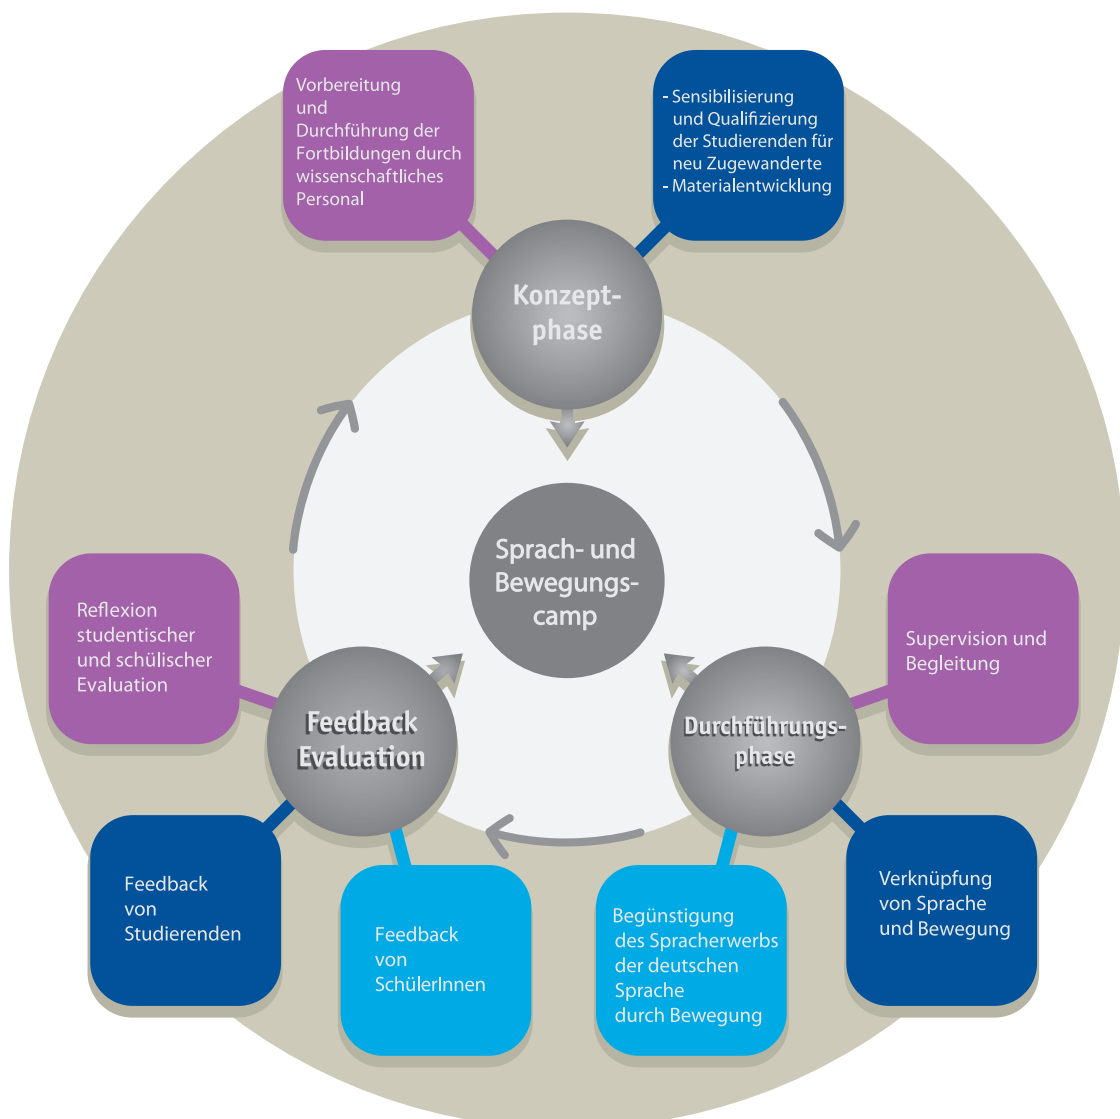 Vorbereitung
und
Durchführung der
Fortbildungen durch
wissenschaftliches
Personal
- Sensibilisierung
und Qualifizierung
der Studierenden für
neu Zugewanderte
- Materialentwicklung
Konzept-
phase
Sprach- und
Bewegungs-
camp
Reflexion
studentischer
und schülischer
Evaluation
Supervision und
Begleitung
Feedback
Evaluation
Durchführungs-
phase
Feedback
von
Studierenden
Feedback
von
SchülerInnen
Begünstigung
des Spracherwerbs
der deutschen
Sprache
durch Bewegung
Verknüpfung
von Sprache
und Bewegung